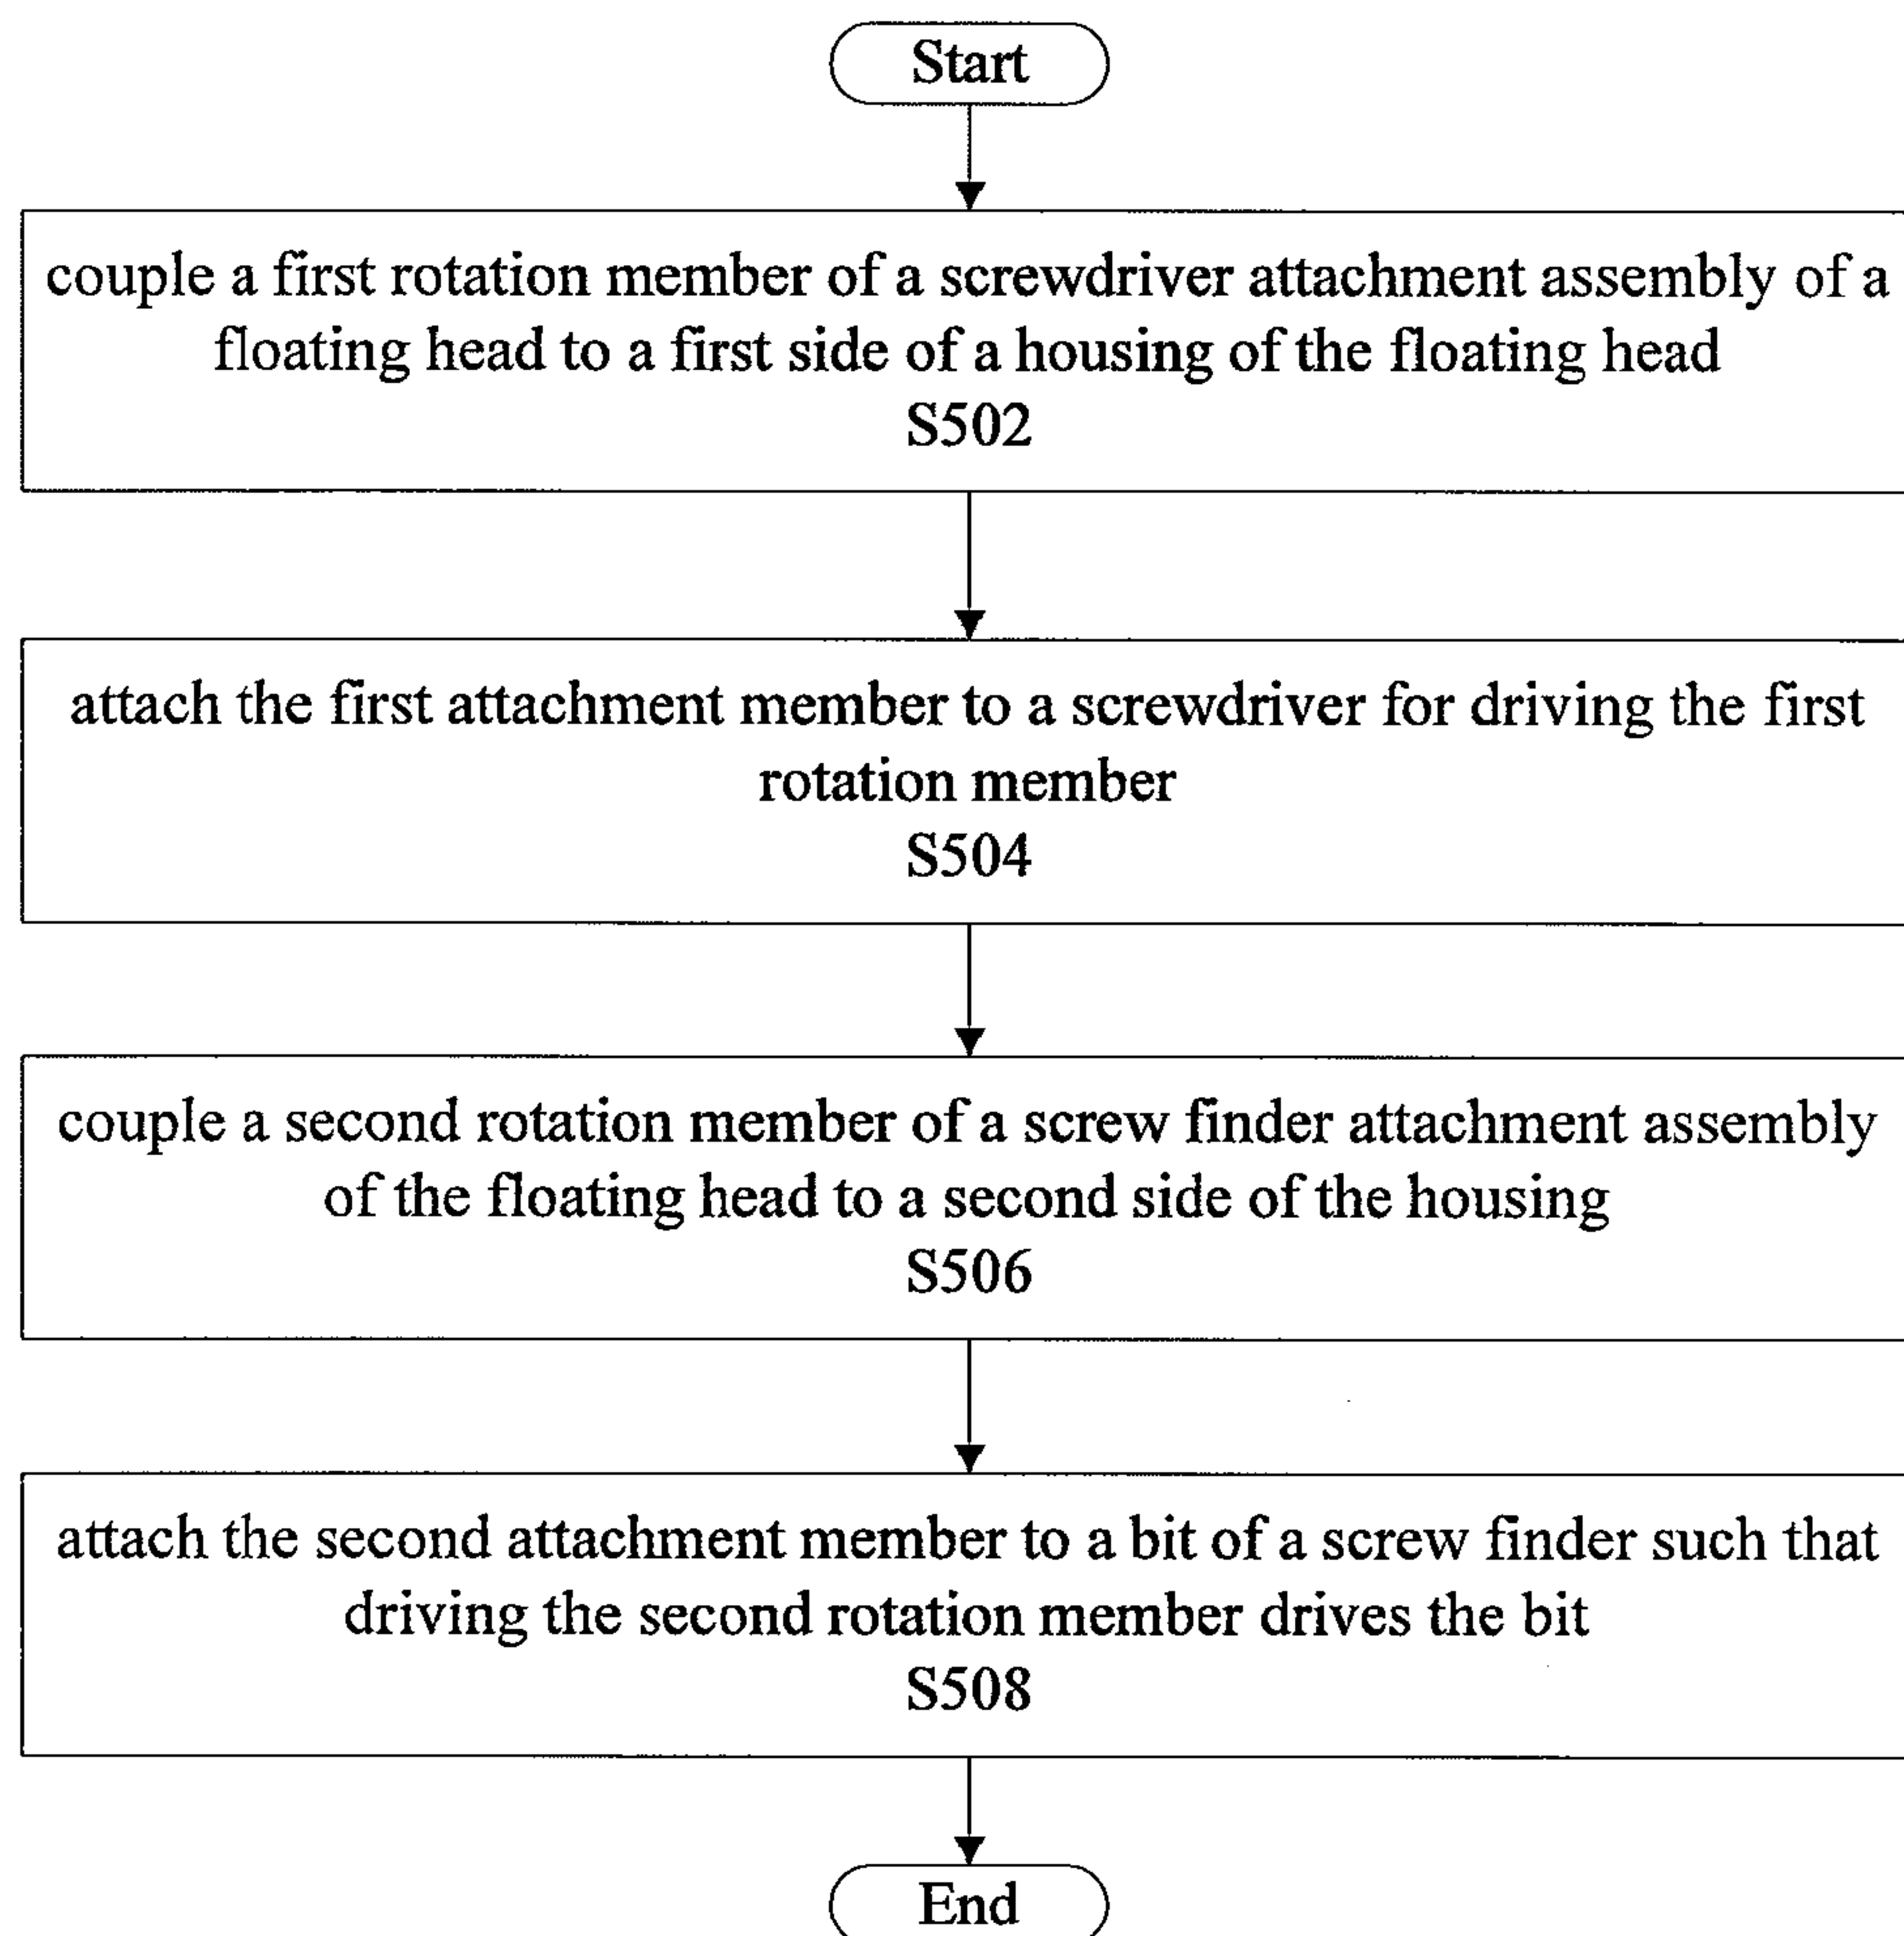 Start
couple a first rotation member of a screwdriver attachment assembly of a
floating head to a first side of a housing of the floating head
S502
attach the first attachment member to a screwdriver for driving the first
rotation member
S504
couple a second rotation member of a screw finder attachment assembly
of the floating head to a second side of the housing
S506
attach the second attachment member to a bit of a screw finder such that
driving the second rotation member drives the bit
S508
End